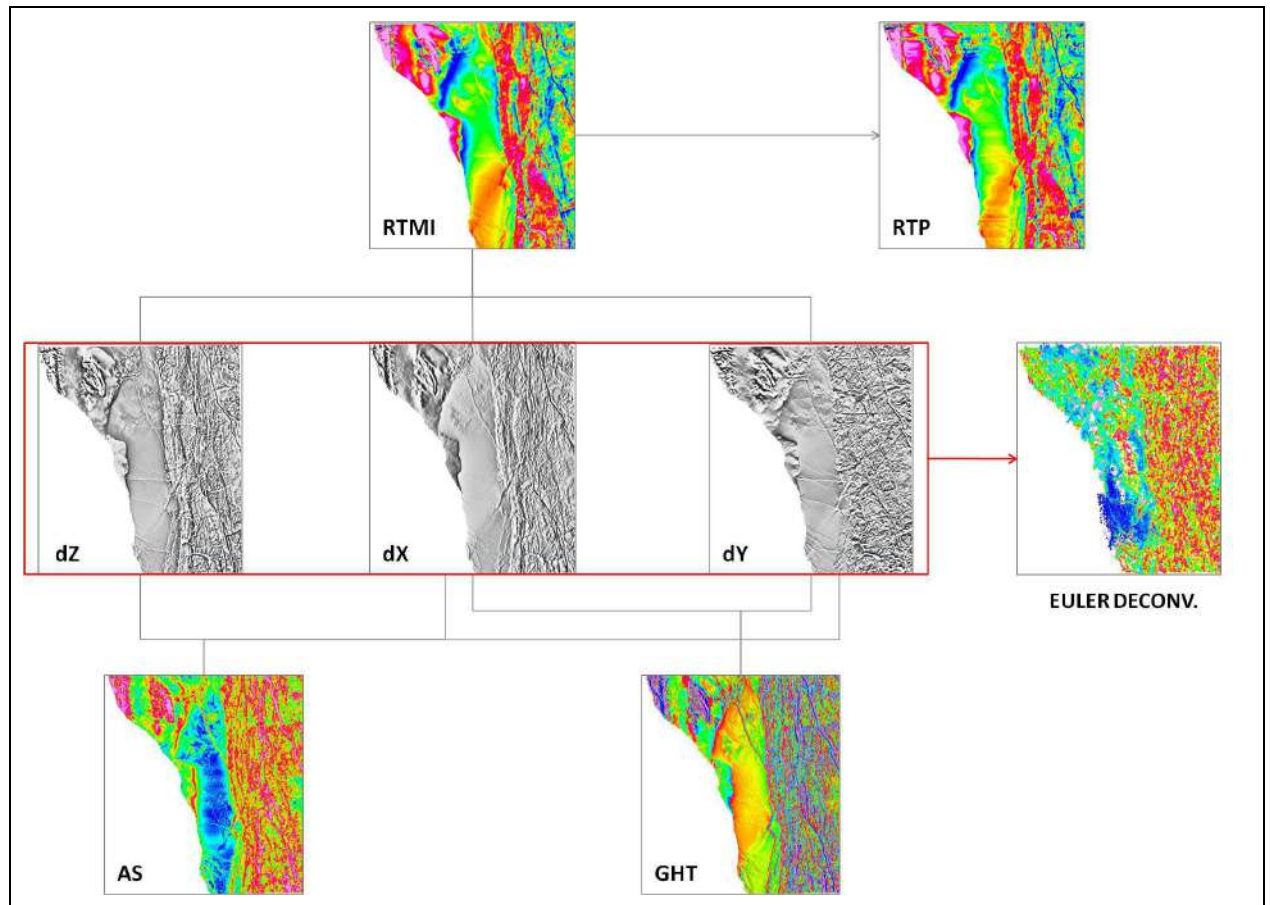 RTMI
RTP
dZ
dX
dY
EULER DECONV.
AS
GHT